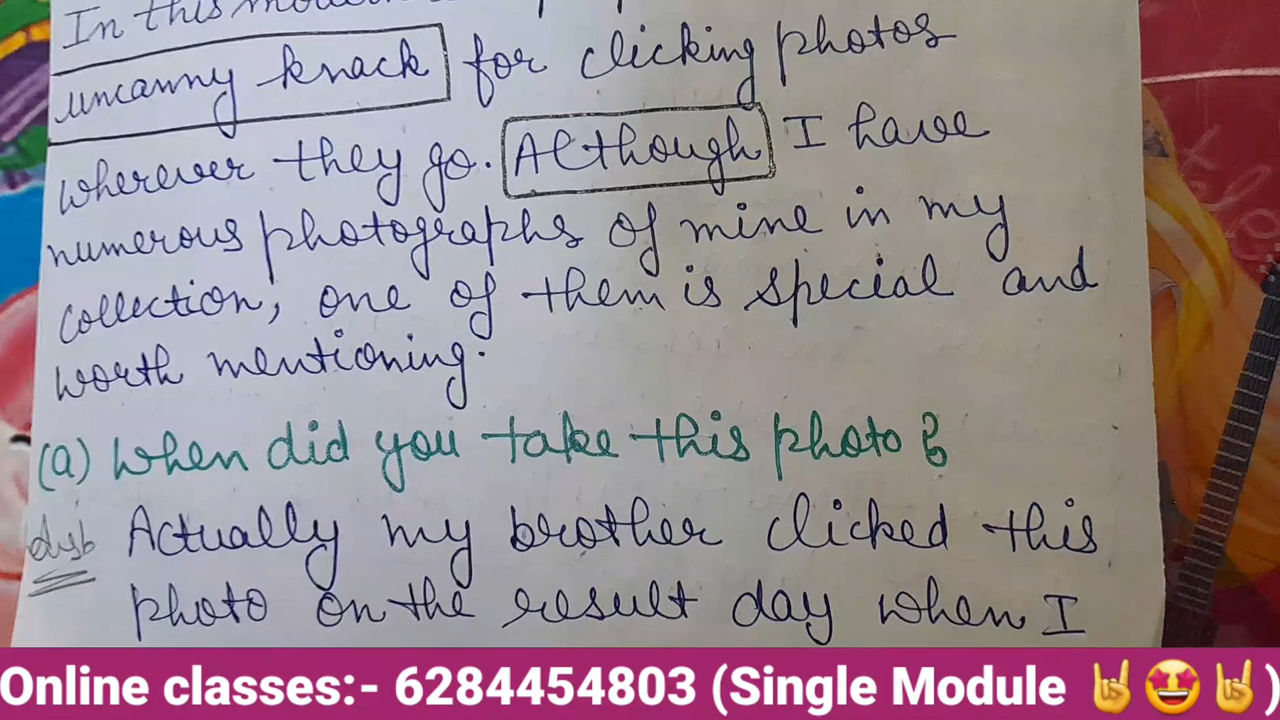 In this
uncanny knack for clicking photos
wherever they go. Although I have
numerous photographs of mine in my
collection, one of them is special and
worth mentioning.
(a) When did you take this photo?
Actually my brother clicked this
photo on the result day when I
Online classes:- 6284454803 (Single Module 🤘🤩🤘)